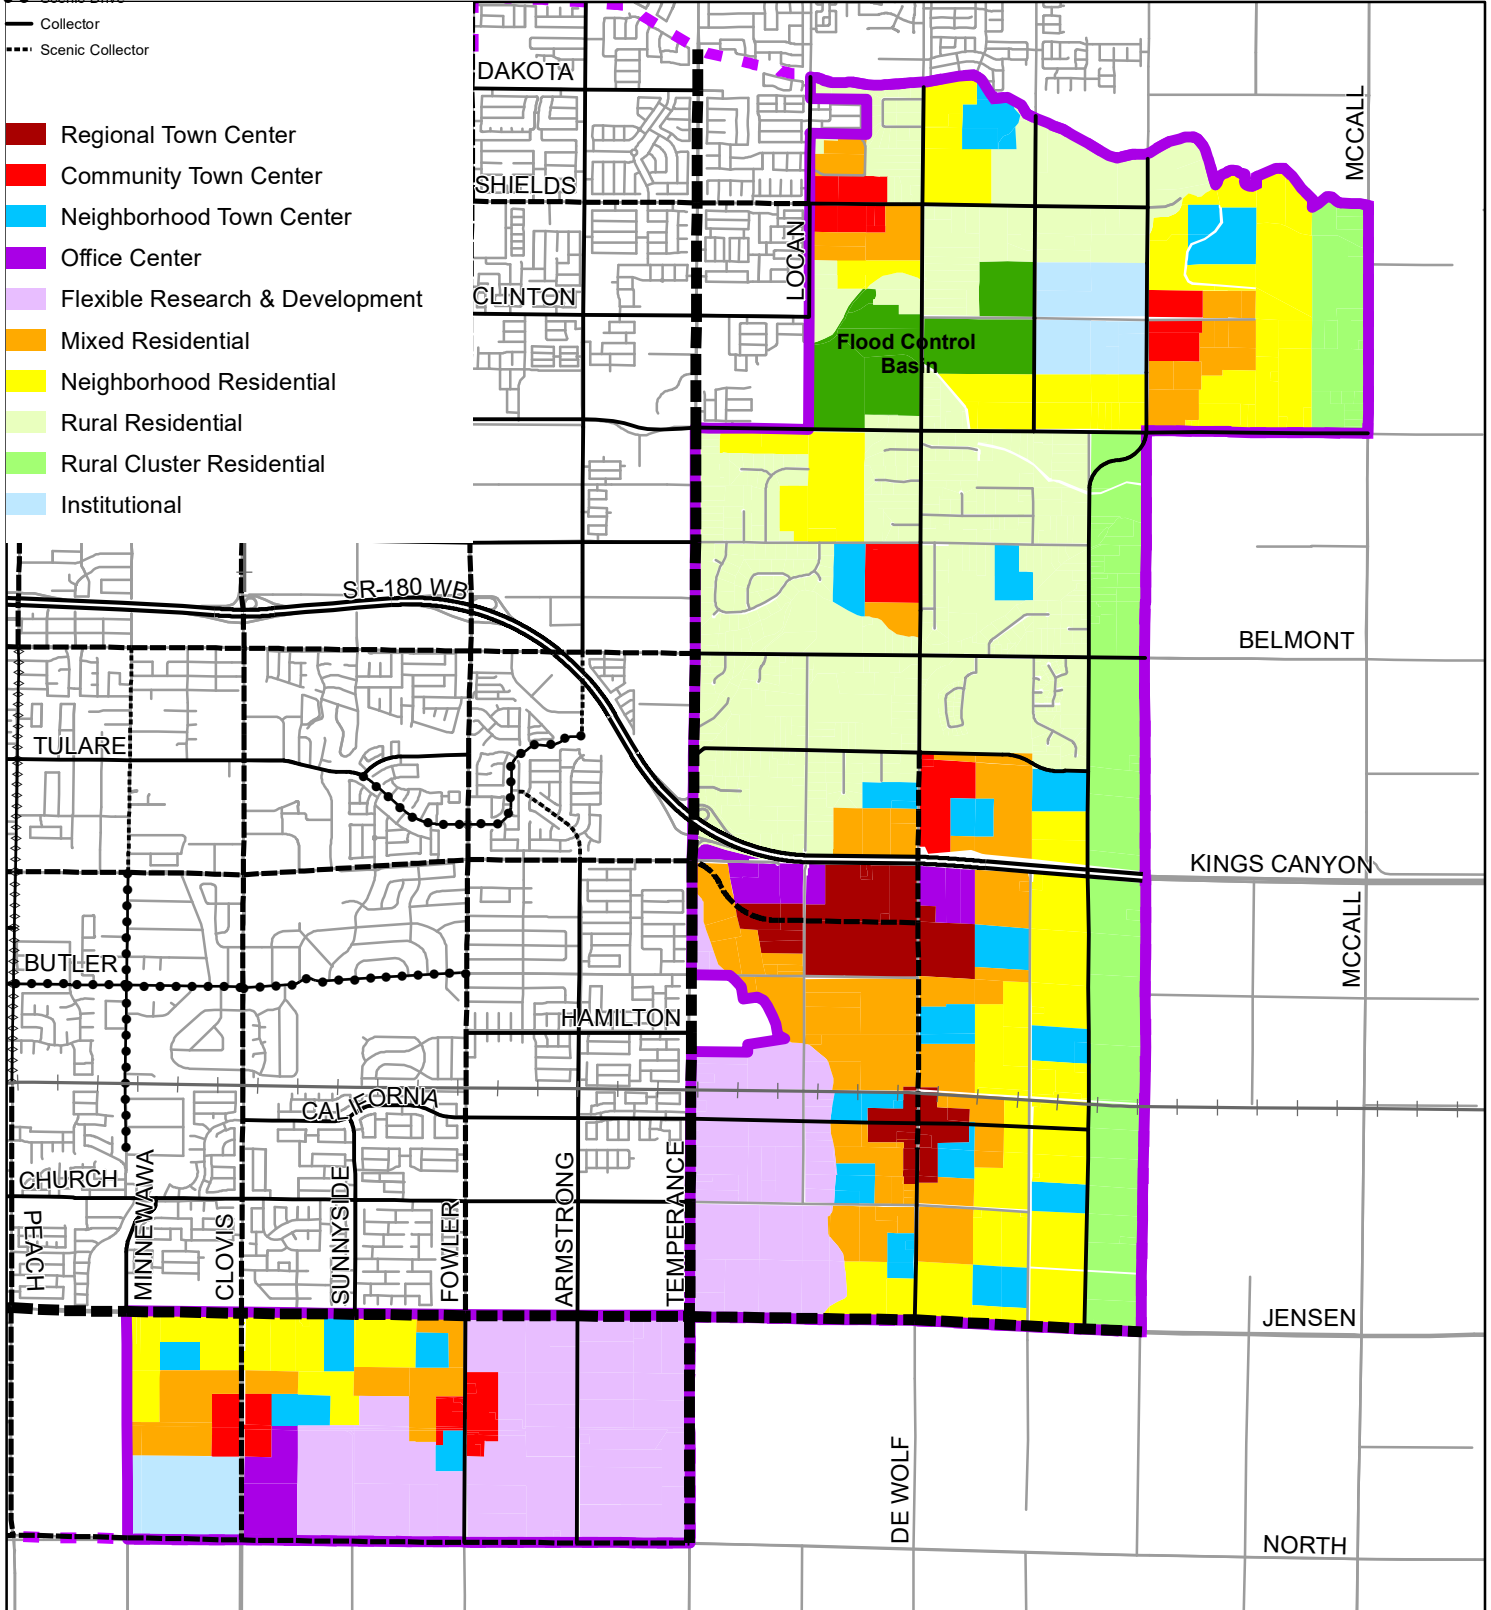 Scenic Drive
Collector
Scenic Collector
Regional Town Center
Community Town Center
Neighborhood Town Center
Office Center
Flexible Research & Development
Mixed Residential
Neighborhood Residential
Rural Residential
Rural Cluster Residential
Institutional
DAKOTA
SHIELDS
CLINTON
LOCAN
MCCALL
Flood Control
Basin
SR-180 WB
BELMONT
TULARE
KINGS CANYON
MCCALL
BUTLER
HAMILTON
CALIFORNIA
CHURCH
PEACH
MINNEWAWA
CLOVIS
SUNNYSIDE
FOWLER
ARMSTRONG
TEMPERANCE
JENSEN
DE WOLF
NORTH